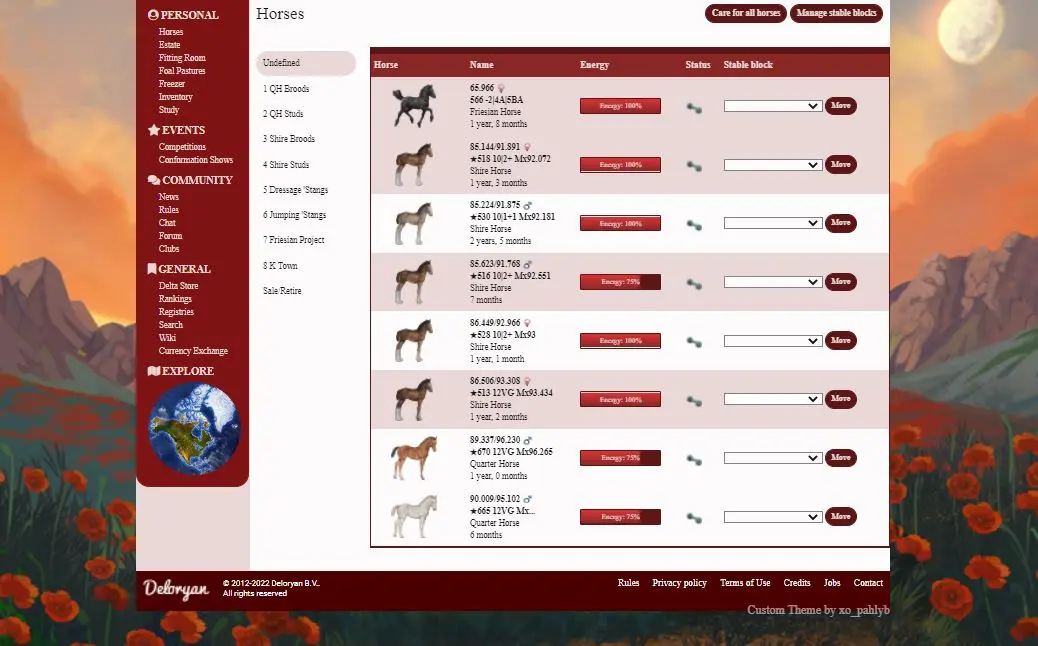 PERSONAL
Horses
Estate
Fitting Room
Foal Pastures
Freezer
Inventory
Study
EVENTS
Competitions
Conformation Shows
COMMUNITY
News
Rules
Chat
Forum
Clubs
GENERAL
Delta Store
Rankings
Registries
Search
Wiki
Currency Exchange
EXPLORE
Horses
Care for all horses
Manage stable blocks
Undefined
1 QH Broods
2 QH Studs
3 Shire Broods
4 Shire Studs
5 Dressage 'Stangs
6 Jumping 'Stangs
7 Friesian Project
8 K Town
Sale/Retire
Horse Name Energy Status Stable block
65.966 ♀
566 -2|4A|5BA
Friesian Horse
1 year, 8 months
Energy: 100%
Move
85.144/91.891 ♀
★518 10|2+ Mx92.072
Shire Horse
1 year, 3 months
Energy: 100%
Move
85.224/91.875 ♂
★530 10|1+1 Mx92.181
Shire Horse
2 years, 5 months
Energy: 100%
Move
85.623/91.768 ♂
★516 10|2+ Mx92.551
Shire Horse
7 months
Energy: 75%
Move
86.449/92.966 ♀
★528 10|2+ Mx93
Shire Horse
1 year, 1 month
Energy: 100%
Move
86.506/93.308 ♀
★513 12VG Mx93.434
Shire Horse
1 year, 2 months
Energy: 100%
Move
89.337/96.230 ♂
★670 12VG Mx96.265
Quarter Horse
1 year, 0 months
Energy: 75%
Move
90.009/95.102 ♂
★665 12VG Mx...
Quarter Horse
6 months
Energy: 75%
Move
Deloryan
© 2012-2022 Deloryan B.V..
All rights reserved
Rules Privacy policy Terms of Use Credits Jobs Contact
Custom Theme by xo_pahlyb